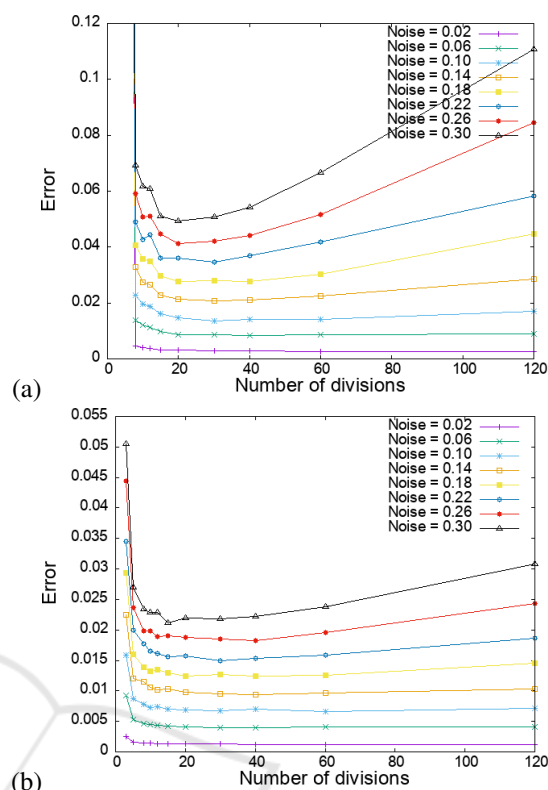 0.12
0.1
0.08
0.06
0.04
0.02
0
Error
Noise = 0.02
Noise = 0.06
Noise = 0.10
Noise = 0.14
Noise = 0.18
Noise = 0.22
Noise = 0.26
Noise = 0.30
0 20 40 60 80 100 120
Number of divisions
(a)
0.055
0.05
0.045
0.04
0.035
0.03
0.025
0.02
0.015
0.01
0.005
0
Error
Noise = 0.02
Noise = 0.06
Noise = 0.10
Noise = 0.14
Noise = 0.18
Noise = 0.22
Noise = 0.26
Noise = 0.30
0 20 40 60 80 100 120
Number of divisions
(b)